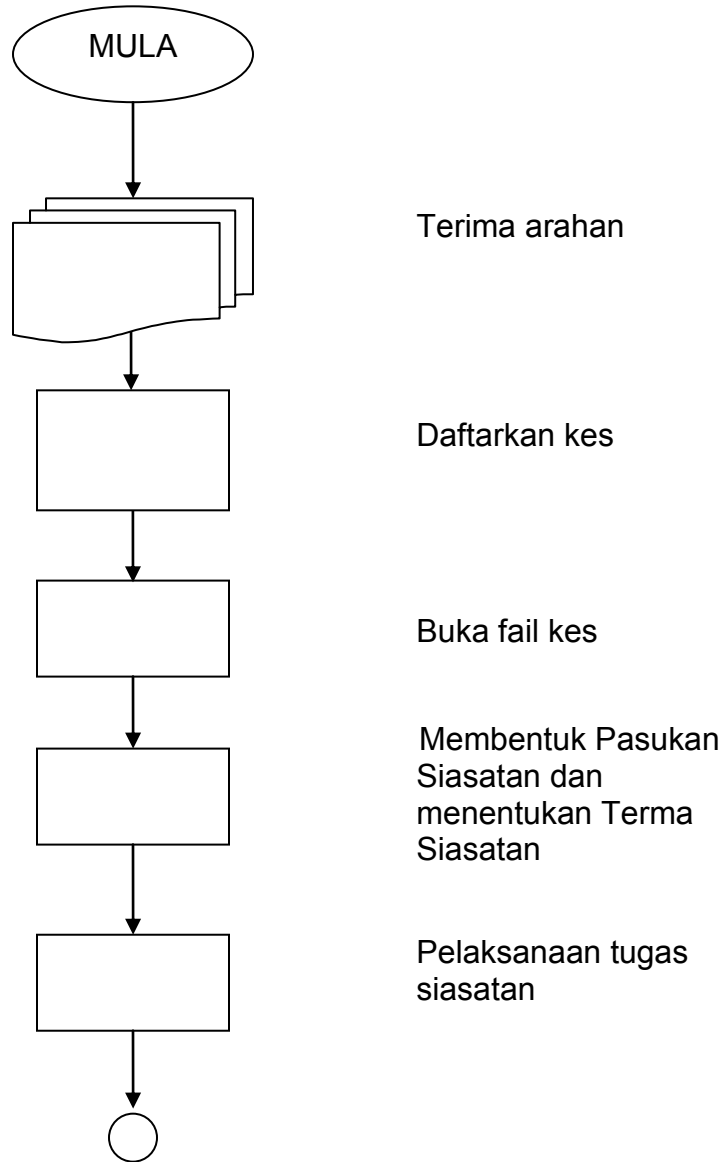 MULA
Terima arahan
Daftarkan kes
Buka fail kes
Membentuk Pasukan
Siasatan dan
menentukan Terma
Siasatan
Pelaksanaan tugas
siasatan